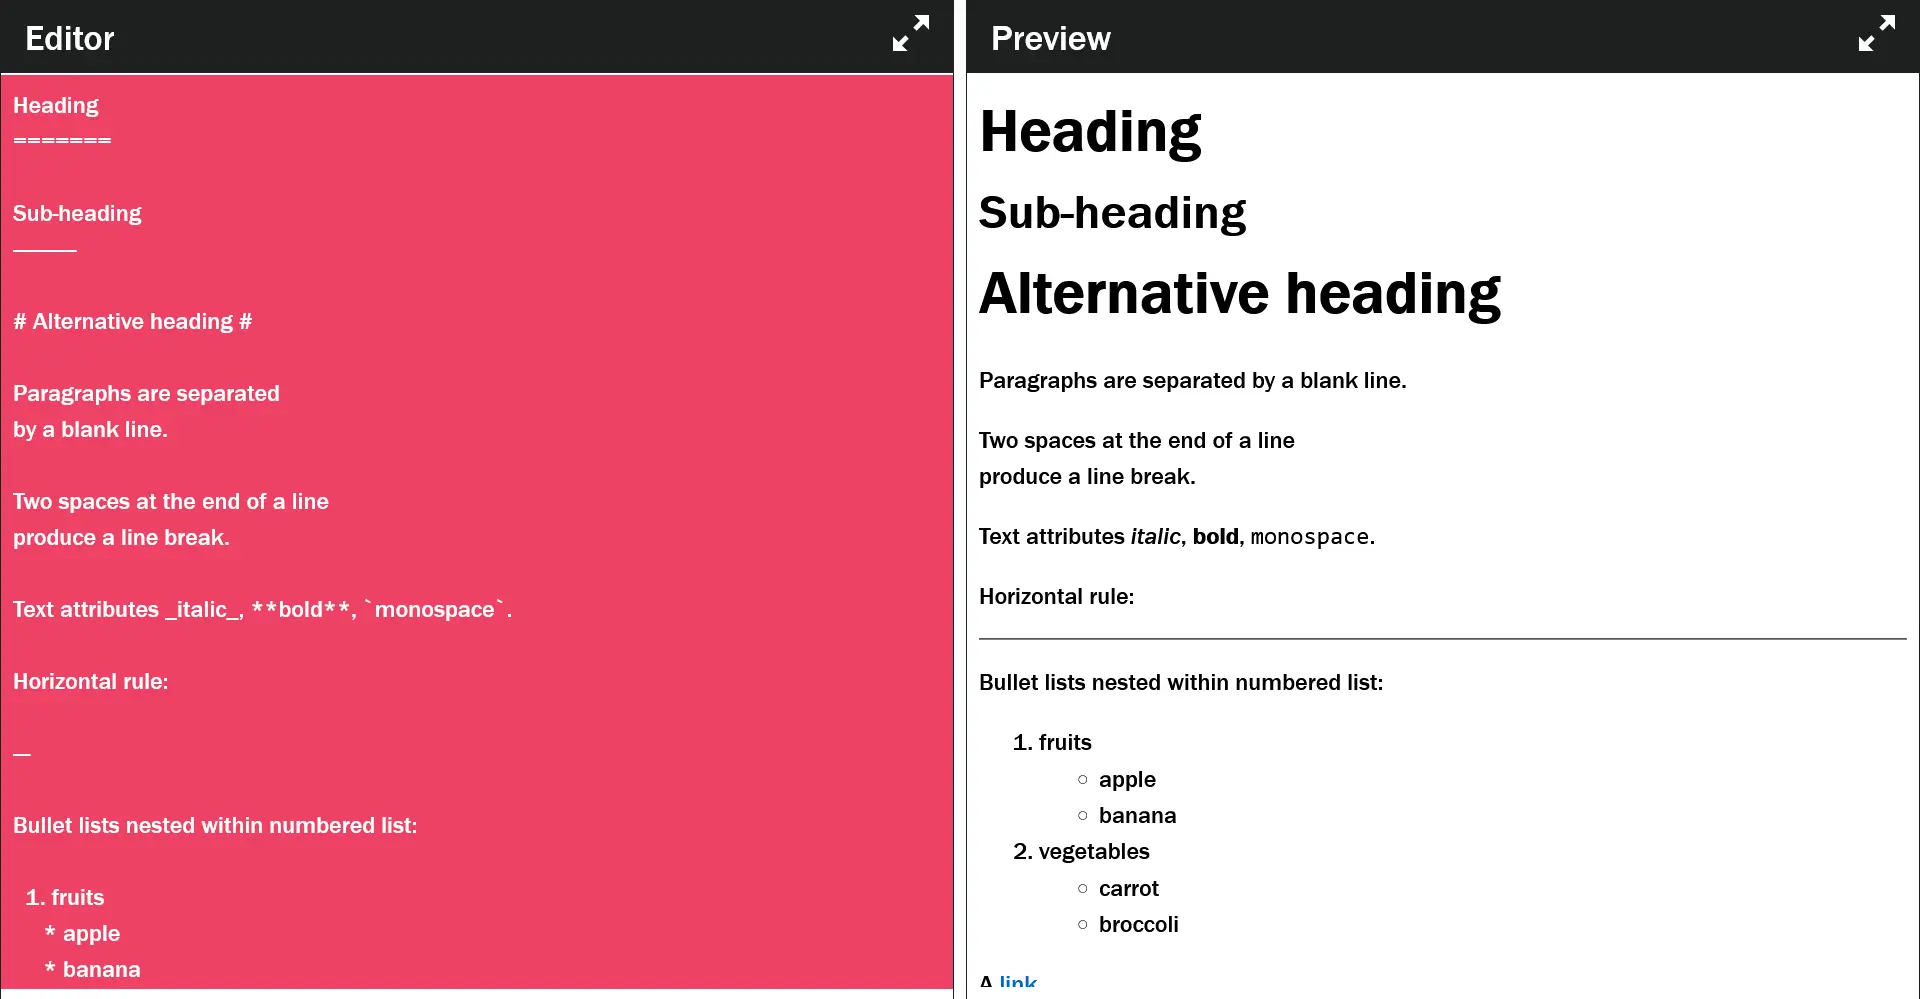 Editor
Heading
=======
Sub-heading
-----------
# Alternative heading #
Paragraphs are separated
by a blank line.
Two spaces at the end of a line
produce a line break.
Text attributes _italic_, **bold**, `monospace`.
Horizontal rule:
---
Bullet lists nested within numbered list:
1. fruits
* apple
* banana
Preview
Heading
Sub-heading
Alternative heading
Paragraphs are separated by a blank line.
Two spaces at the end of a line
produce a line break.
Text attributes italic, bold, monospace.
Horizontal rule:
Bullet lists nested within numbered list:
1. fruits
○ apple
○ banana
2. vegetables
○ carrot
○ broccoli
A link